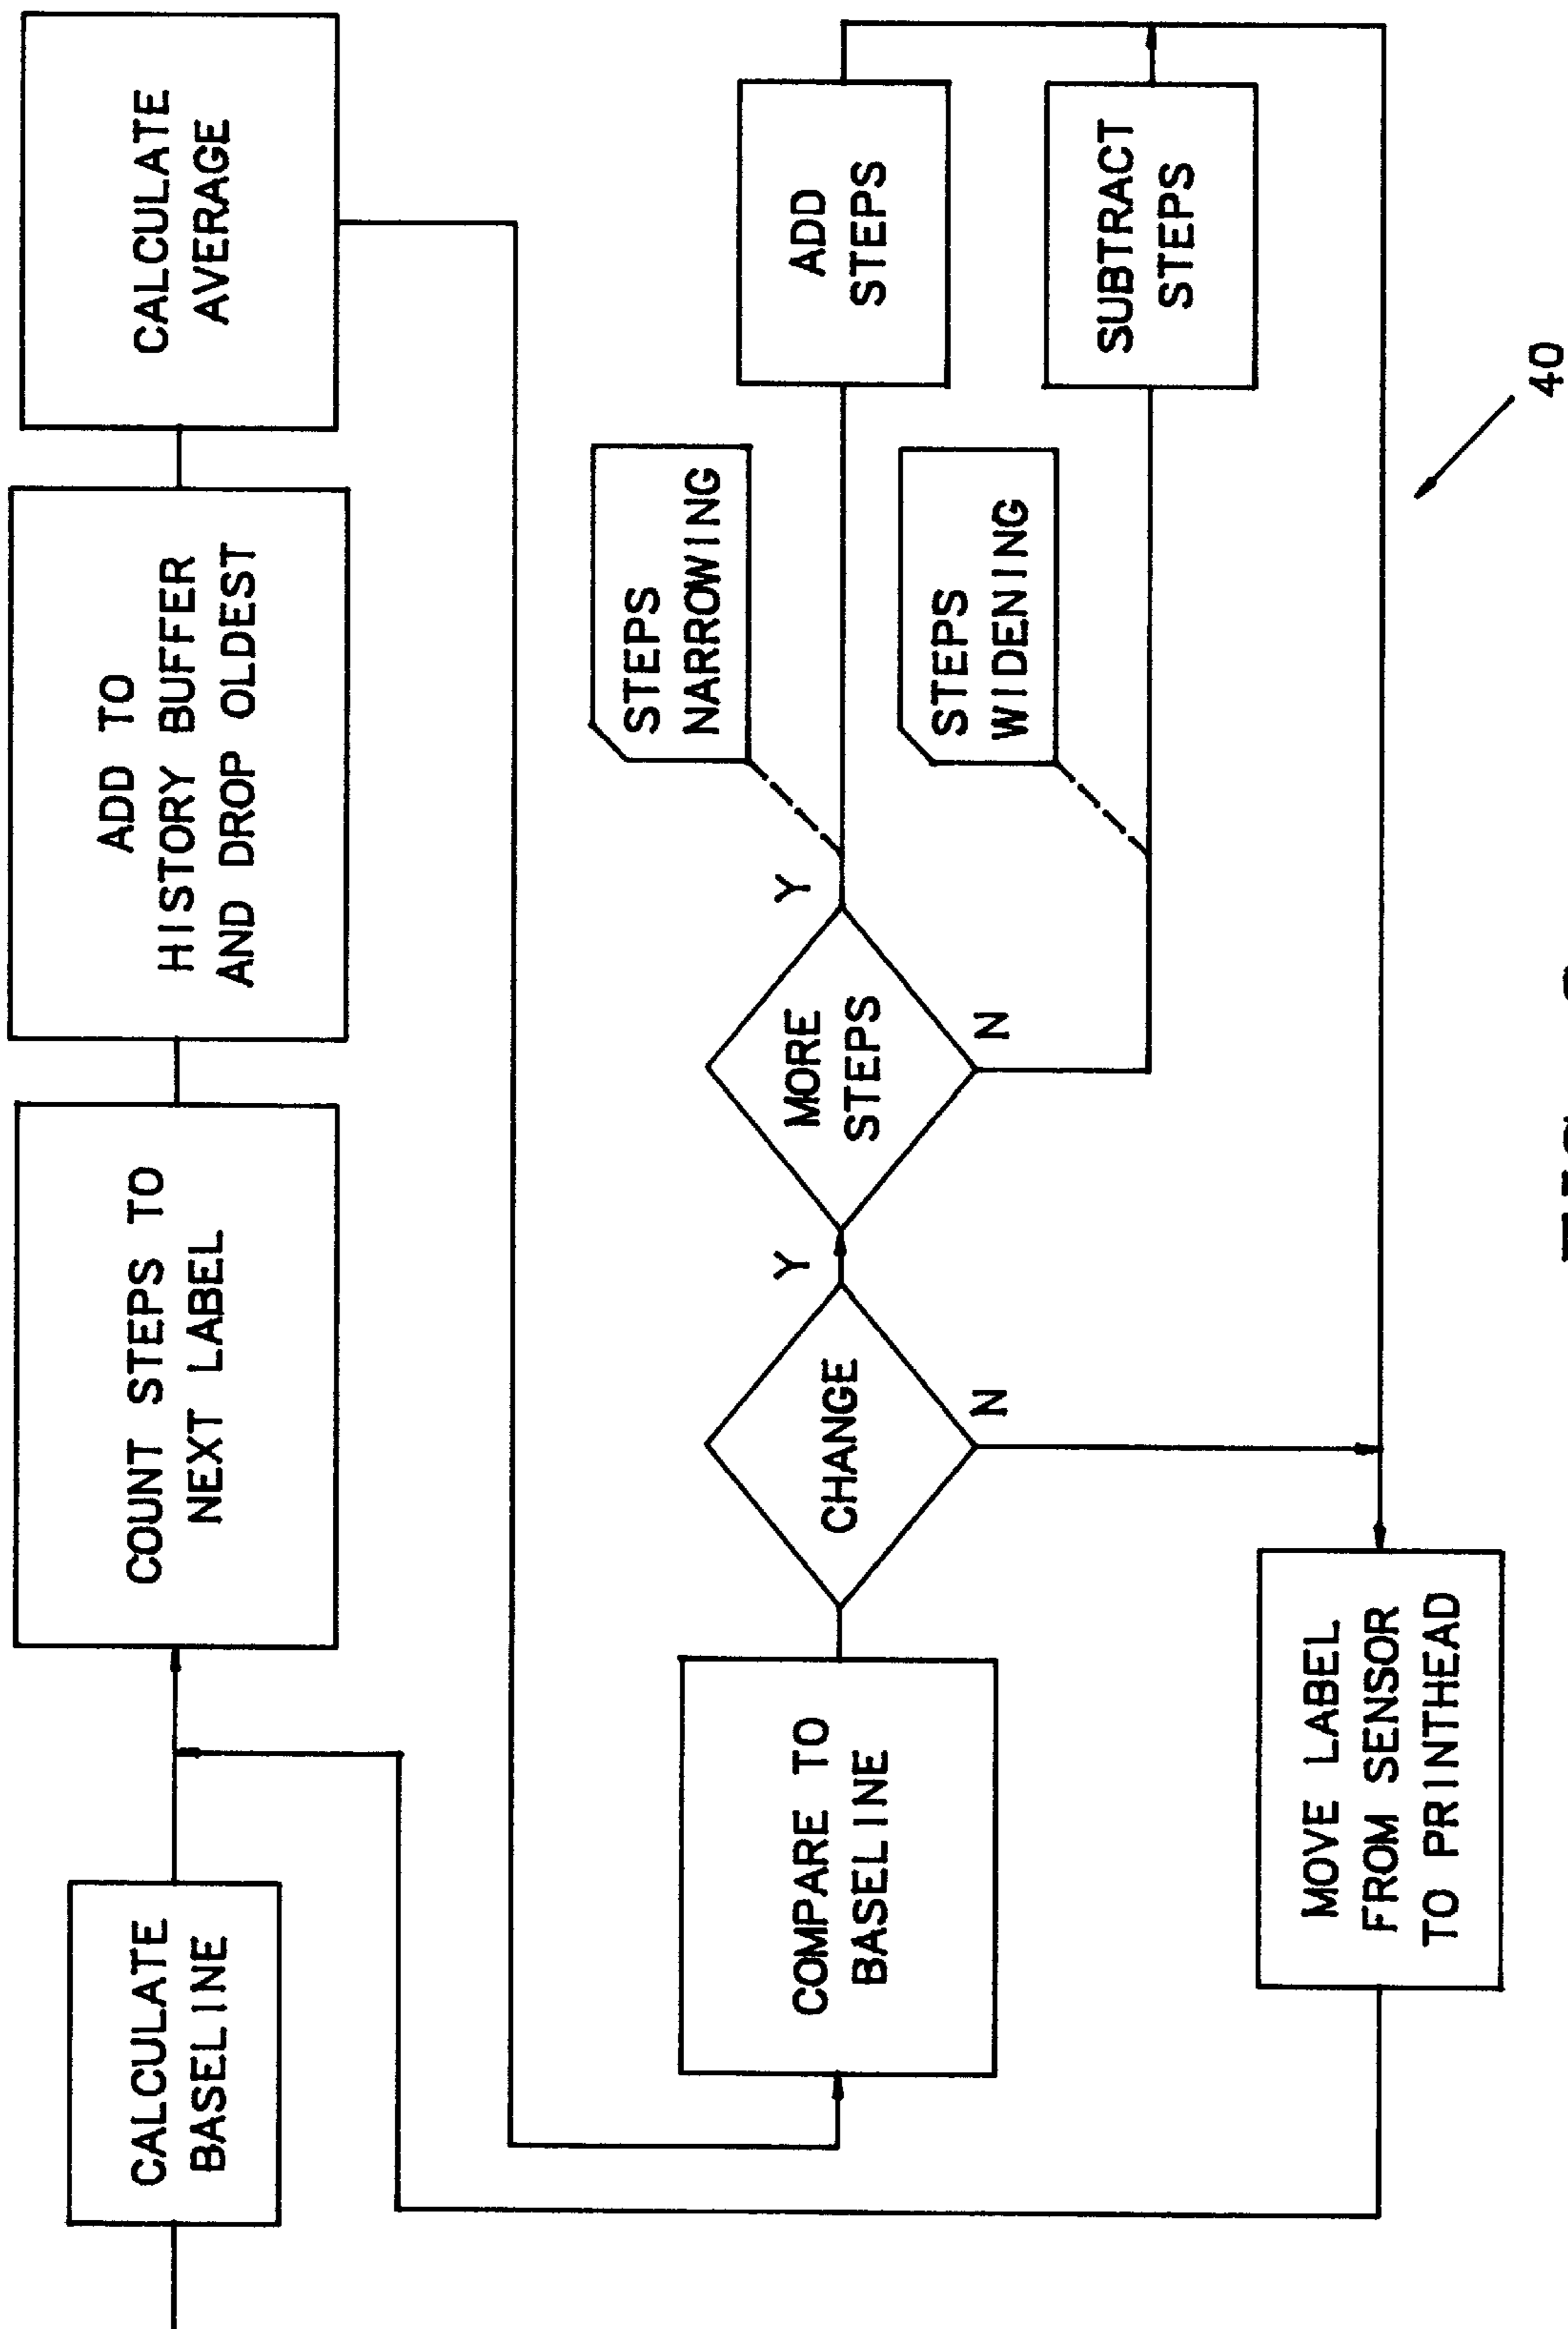 CALCULATE
BASELINE
COUNT STEPS TO
NEXT LABEL
ADD TO
HISTORY BUFFER
AND DROP OLDEST
CALCULATE
AVERAGE
COMPARE TO
BASELINE
CHANGE
Y
N
MORE
STEPS
Y
N
STEPS
NARROWING
STEPS
WIDENING
ADD
STEPS
SUBTRACT
STEPS
MOVE LABEL
FROM SENSOR
TO PRINTHEAD
40